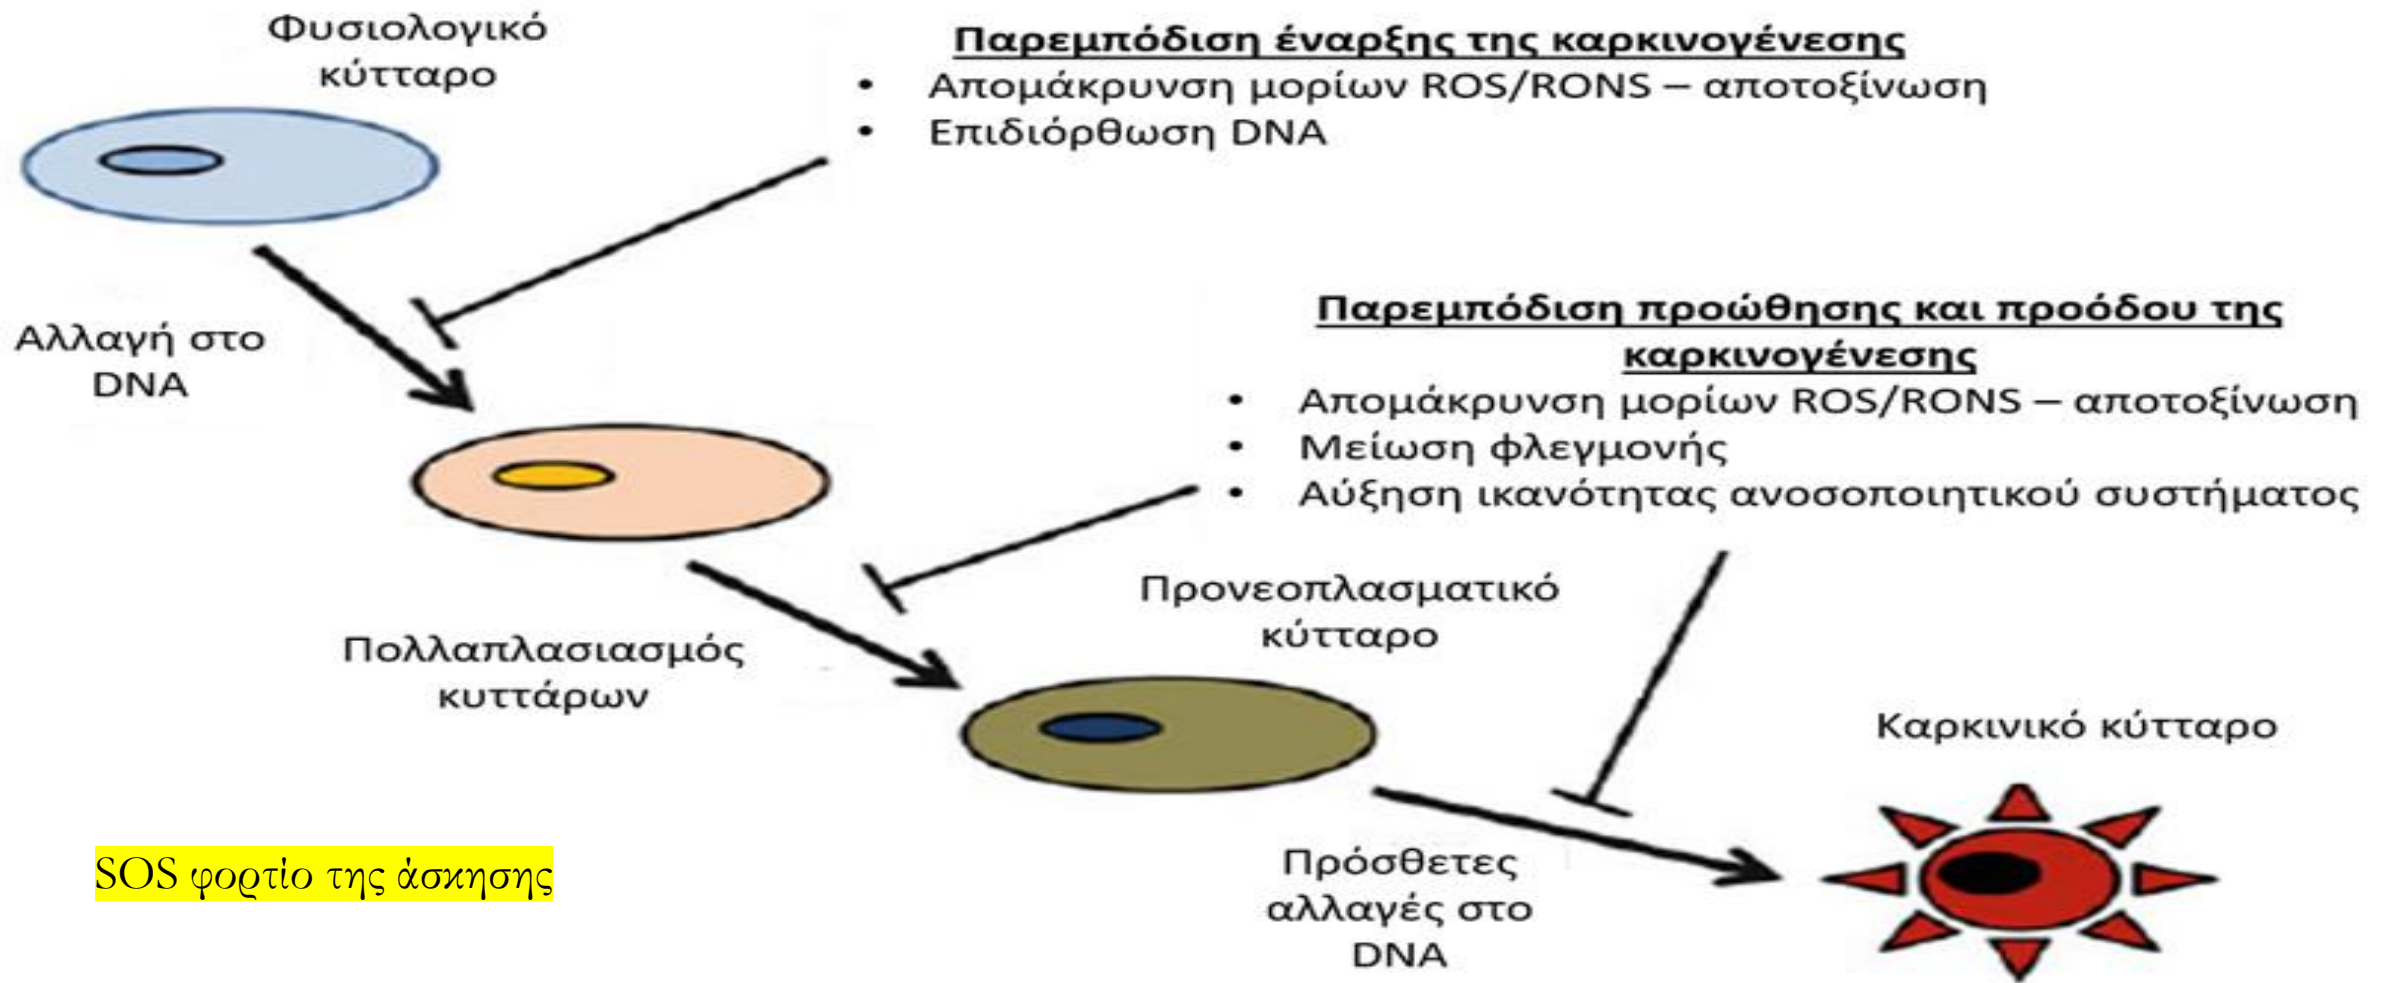 Φυσιολογικό
κύτταρο
Παρεμπόδιση έναρξης της καρκινογένεσης
• Απομάκρυνση μορίων ROS/RONS – αποτοξίνωση
• Επιδιόρθωση DNA
Αλλαγή στο
DNA
Παρεμπόδιση προώθησης και προόδου της
καρκινογένεσης
• Απομάκρυνση μορίων ROS/RONS – αποτοξίνωση
• Μείωση φλεγμονής
• Αύξηση ικανότητας ανοσοποιητικού συστήματος
Πολλαπλασιασμός
κυττάρων
Προνεοπλασματικό
κύτταρο
Καρκινικό κύτταρο
SOS φορτίο της άσκησης
Πρόσθετες
αλλαγές στο
DNA